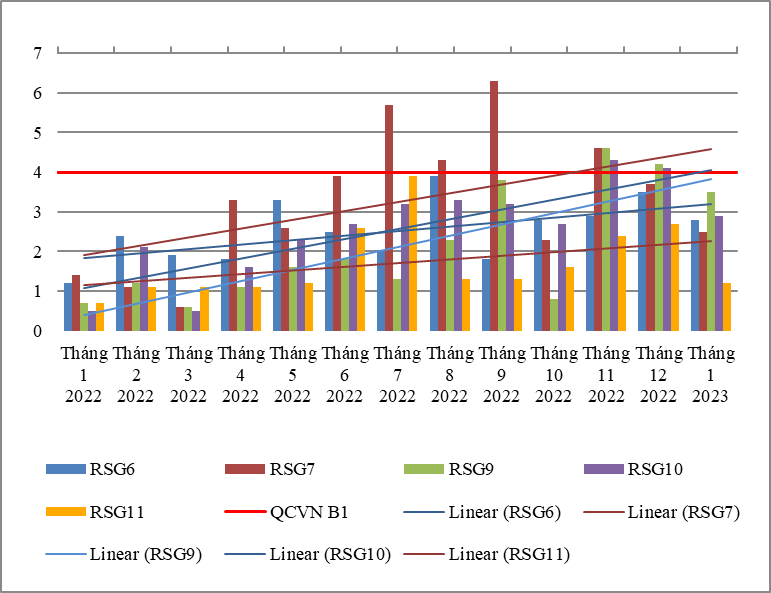 7
6
5
4
3
2
1
0
Tháng Tháng Tháng Tháng Tháng Tháng Tháng Tháng Tháng Tháng Tháng Tháng Tháng
1 2 3 4 5 6 7 8 9 10 11 12 1
2022 2022 2022 2022 2022 2022 2022 2022 2022 2022 2022 2022 2023
RSG6 RSG7 RSG9 RSG10
RSG11 QCVN B1 Linear (RSG6) Linear (RSG7)
Linear (RSG9) Linear (RSG10) Linear (RSG11)